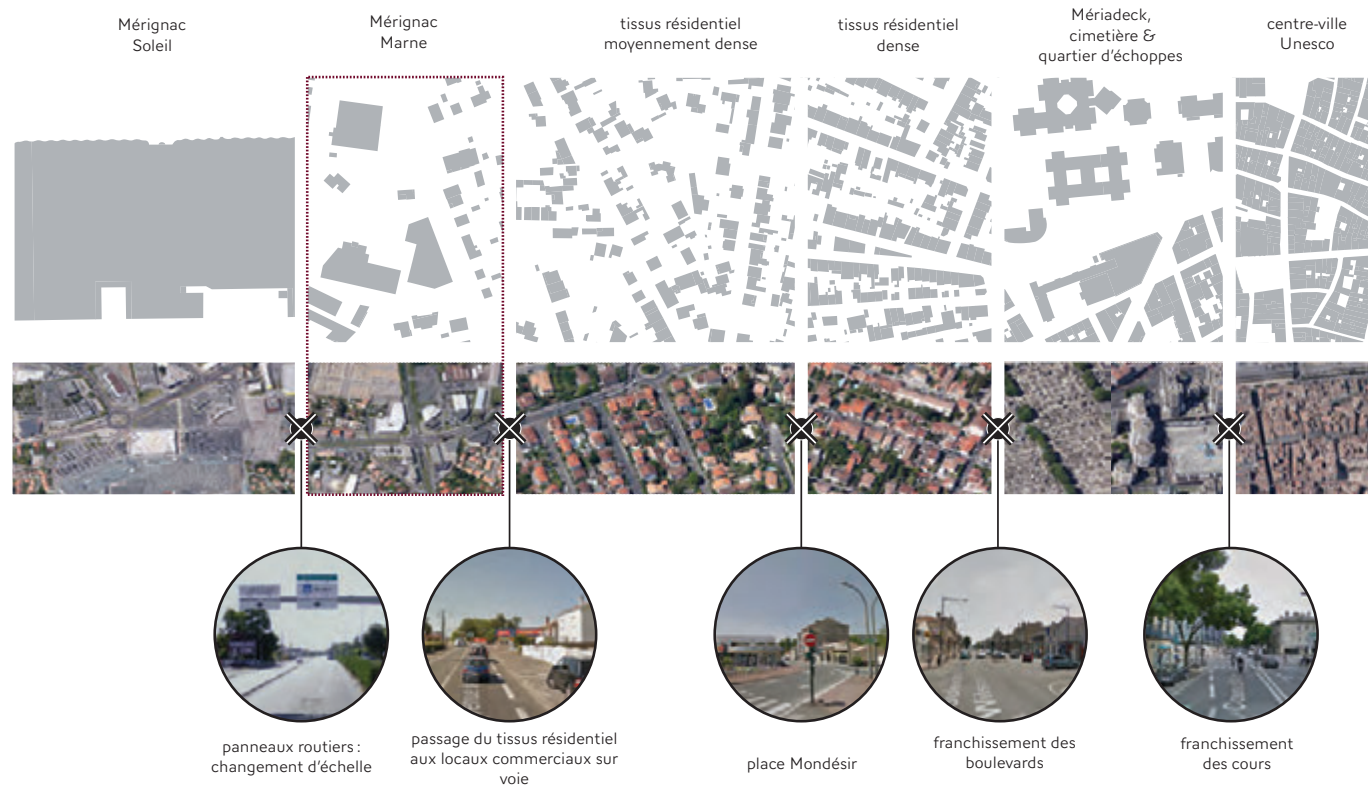 Mérignac
Soleil
Mérignac
Marne
tissus résidentiel
moyennement dense
tissus résidentiel
dense
Mériadeck,
cimetière &
quartier d'échoppes
centre-ville
Unesco
panneaux routiers :
changement d'échelle
passage du tissus résidentiel
aux locaux commerciaux sur
voie
place Mondésir
franchissement des
boulevards
franchissement
des cours